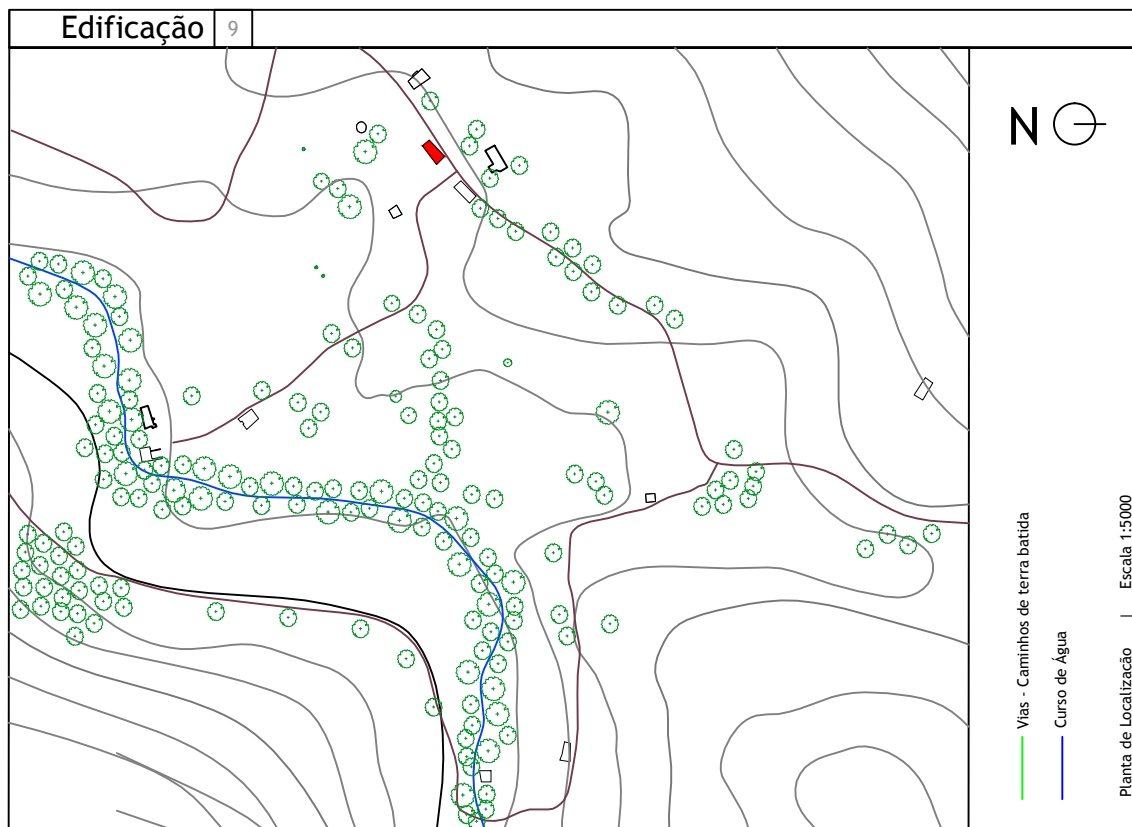 Edificação 9
N
Vias - Caminhos de terra batida
Curso de Água
Planta de Localização | Escala 1:5000